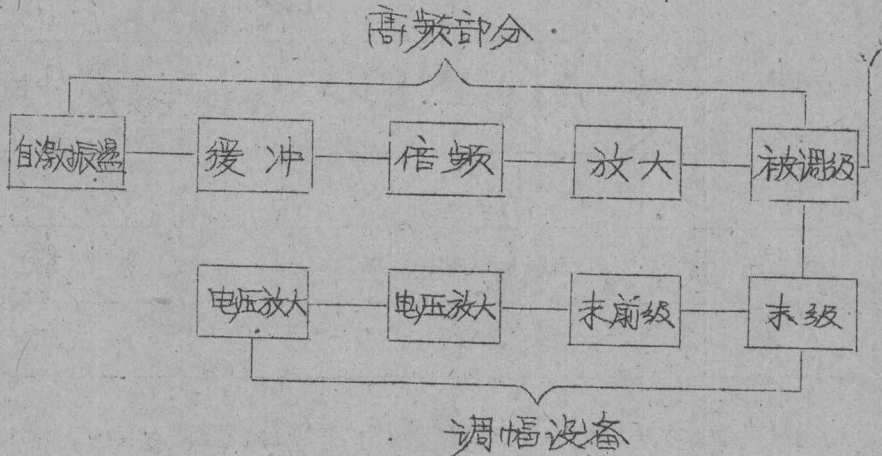 高频部分
自激振盪
缓冲
倍频
放大
被调级
电压放大
电压放大
末前级
末级
调幅设备